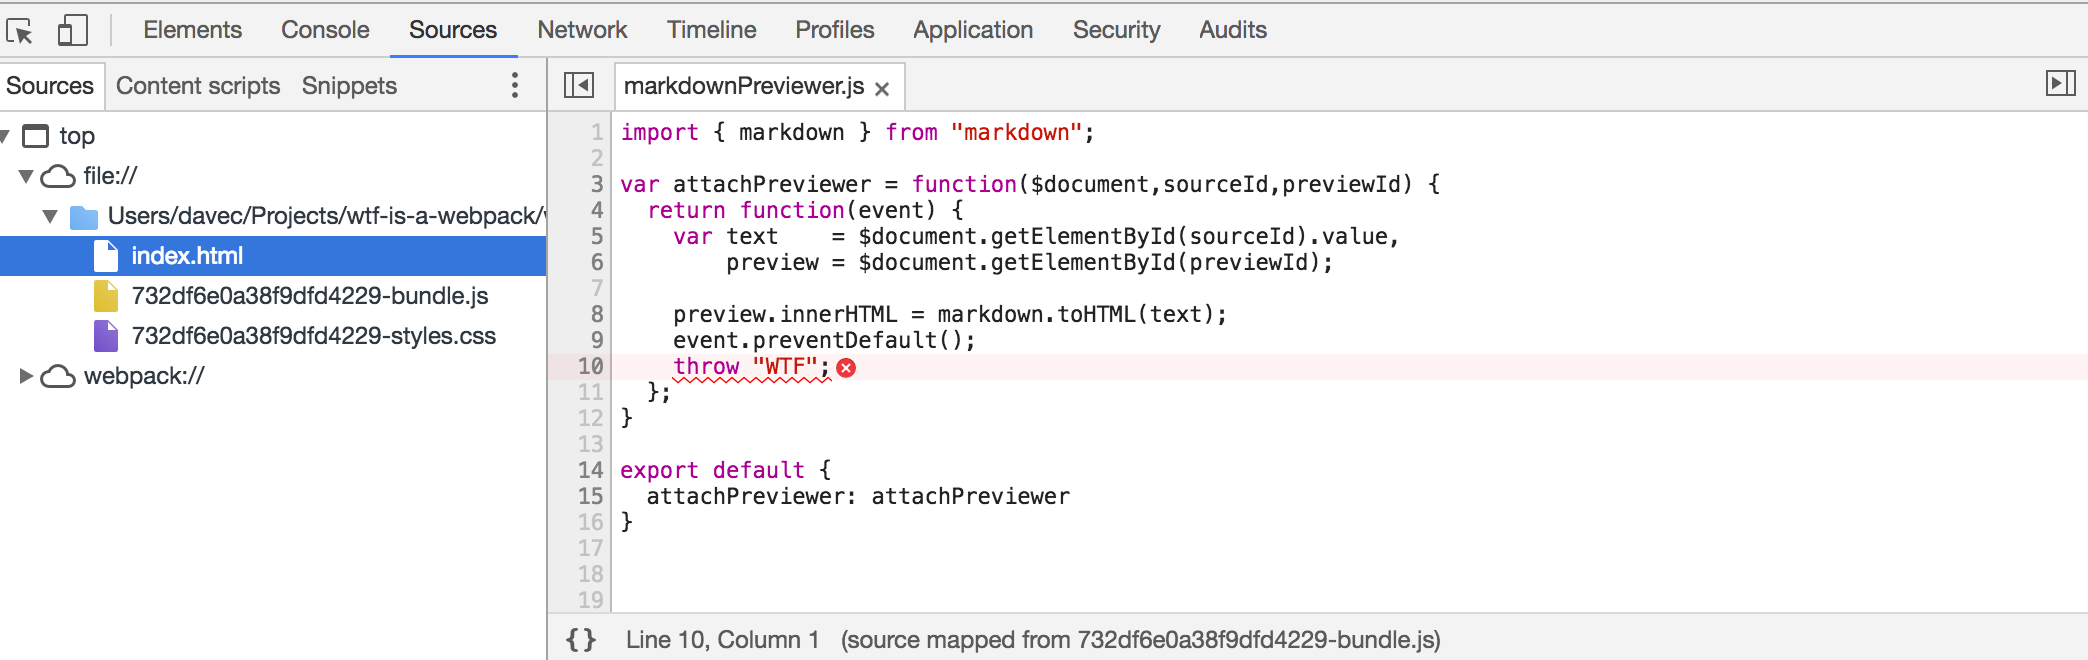 Elements Console Sources Network Timeline Profiles Application Security Audits
Sources Content scripts Snippets
markdownPreviewer.js ×
top
file://
Users/davec/Projects/wtf-is-a-webpack/
index.html
732df6e0a38f9dfd4229-bundle.js
732df6e0a38f9dfd4229-styles.css
webpack://
1 import { markdown } from "markdown";
2
3 var attachPreviewer = function($document,sourceId,previewId) {
4   return function(event) {
5     var text    = $document.getElementById(sourceId).value,
6         preview = $document.getElementById(previewId);
7
8     preview.innerHTML = markdown.toHTML(text);
9     event.preventDefault();
10     throw "WTF";
11   };
12 }
13
14 export default {
15   attachPreviewer: attachPreviewer
16 }
17
18
19
{} Line 10, Column 1 (source mapped from 732df6e0a38f9dfd4229-bundle.js)